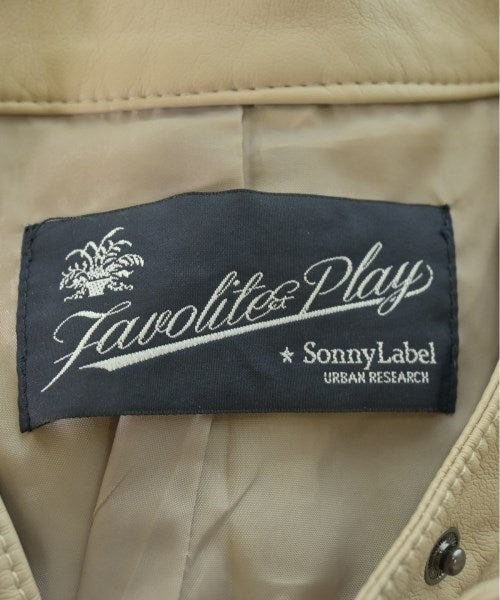 Favolite & Play
★ SonnyLabel
URBAN RESEARCH